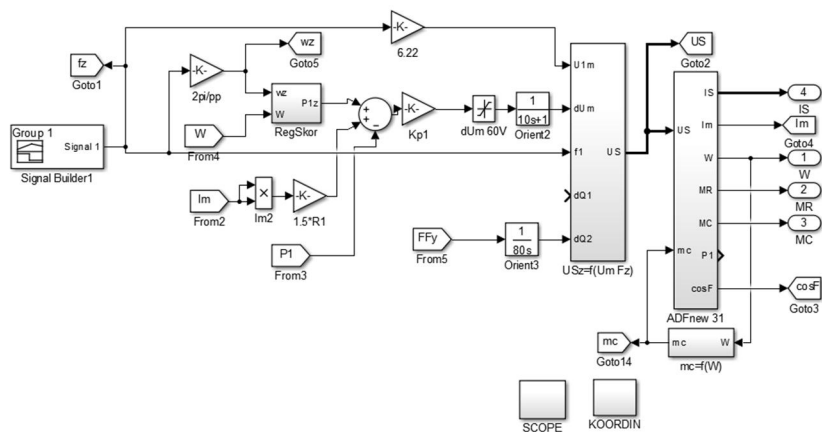 -K-
6.22
fz
Goto1
wz
Goto5
-K-
2pi/pp
wz
P1z
W
RegSkor
W
From4
+
+
−
-K-
Kp1
dUm 60V
1
10s+1
Orient2
Group 1
Signal 1
Signal Builder1
Im
From2
×
Im2
-K-
1.5*R1
P1
From3
FFy
From5
1
80s
Orient3
U1m
dUm
f1
US
dQ1
dQ2
USz=f(Um Fz)
US
Goto2
US
mc
IS
Im
W
MR
MC
P1
cosF
ADFnew 31
4
IS
Im
Goto4
1
W
2
MR
3
MC
cosF
Goto3
mc
Goto14
mc
W
mc=f(W)
SCOPE
KOORDIN